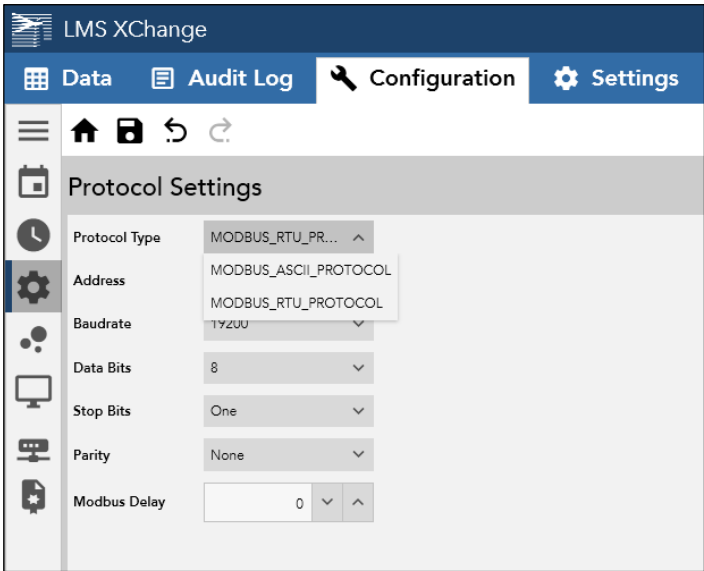 LMS XChange
Data Audit Log Configuration Settings
Protocol Settings
Protocol Type MODBUS_RTU_PR...
MODBUS_ASCII_PROTOCOL
Address
MODBUS_RTU_PROTOCOL
Baudrate 19200
Data Bits 8
Stop Bits One
Parity None
Modbus Delay 0